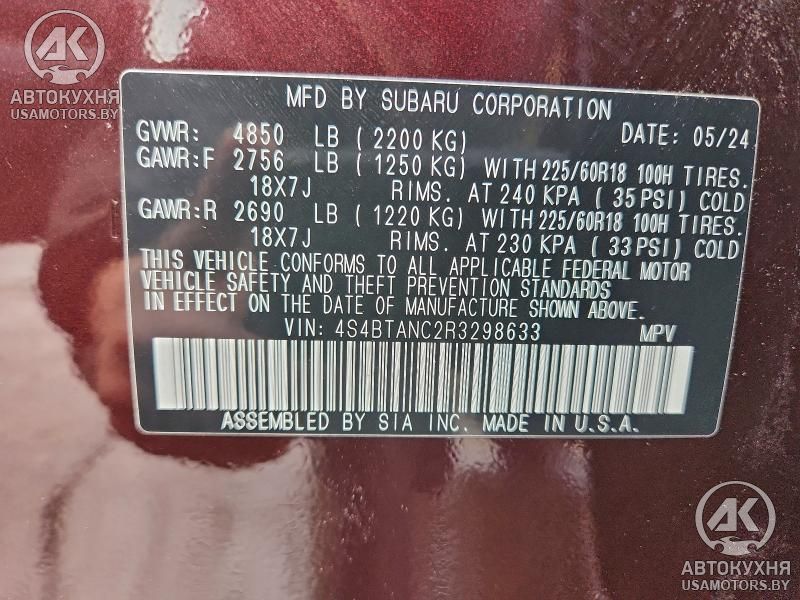 AK
АВТОКУХНЯ
USAMOTORS.BY
MFD BY SUBARU CORPORATION
GVWR: 4850 LB ( 2200 KG) DATE: 05/24
GAWR:F 2756 LB ( 1250 KG) WITH 225/60R18 100H TIRES.
18X7J RIMS. AT 240 KPA ( 35 PSI) COLD
GAWR:R 2690 LB ( 1220 KG) WITH 225/60R18 100H TIRES.
18X7J RIMS. AT 230 KPA ( 33 PSI) COLD
THIS VEHICLE CONFORMS TO ALL APPLICABLE FEDERAL MOTOR
VEHICLE SAFETY AND THEFT PREVENTION STANDARDS
IN EFFECT ON THE DATE OF MANUFACTURE SHOWN ABOVE.
VIN: 4S4BTANC2R3298633 MPV
ASSEMBLED BY SIA INC. MADE IN U.S.A.
AK
АВТОКУХНЯ
USAMOTORS.BY